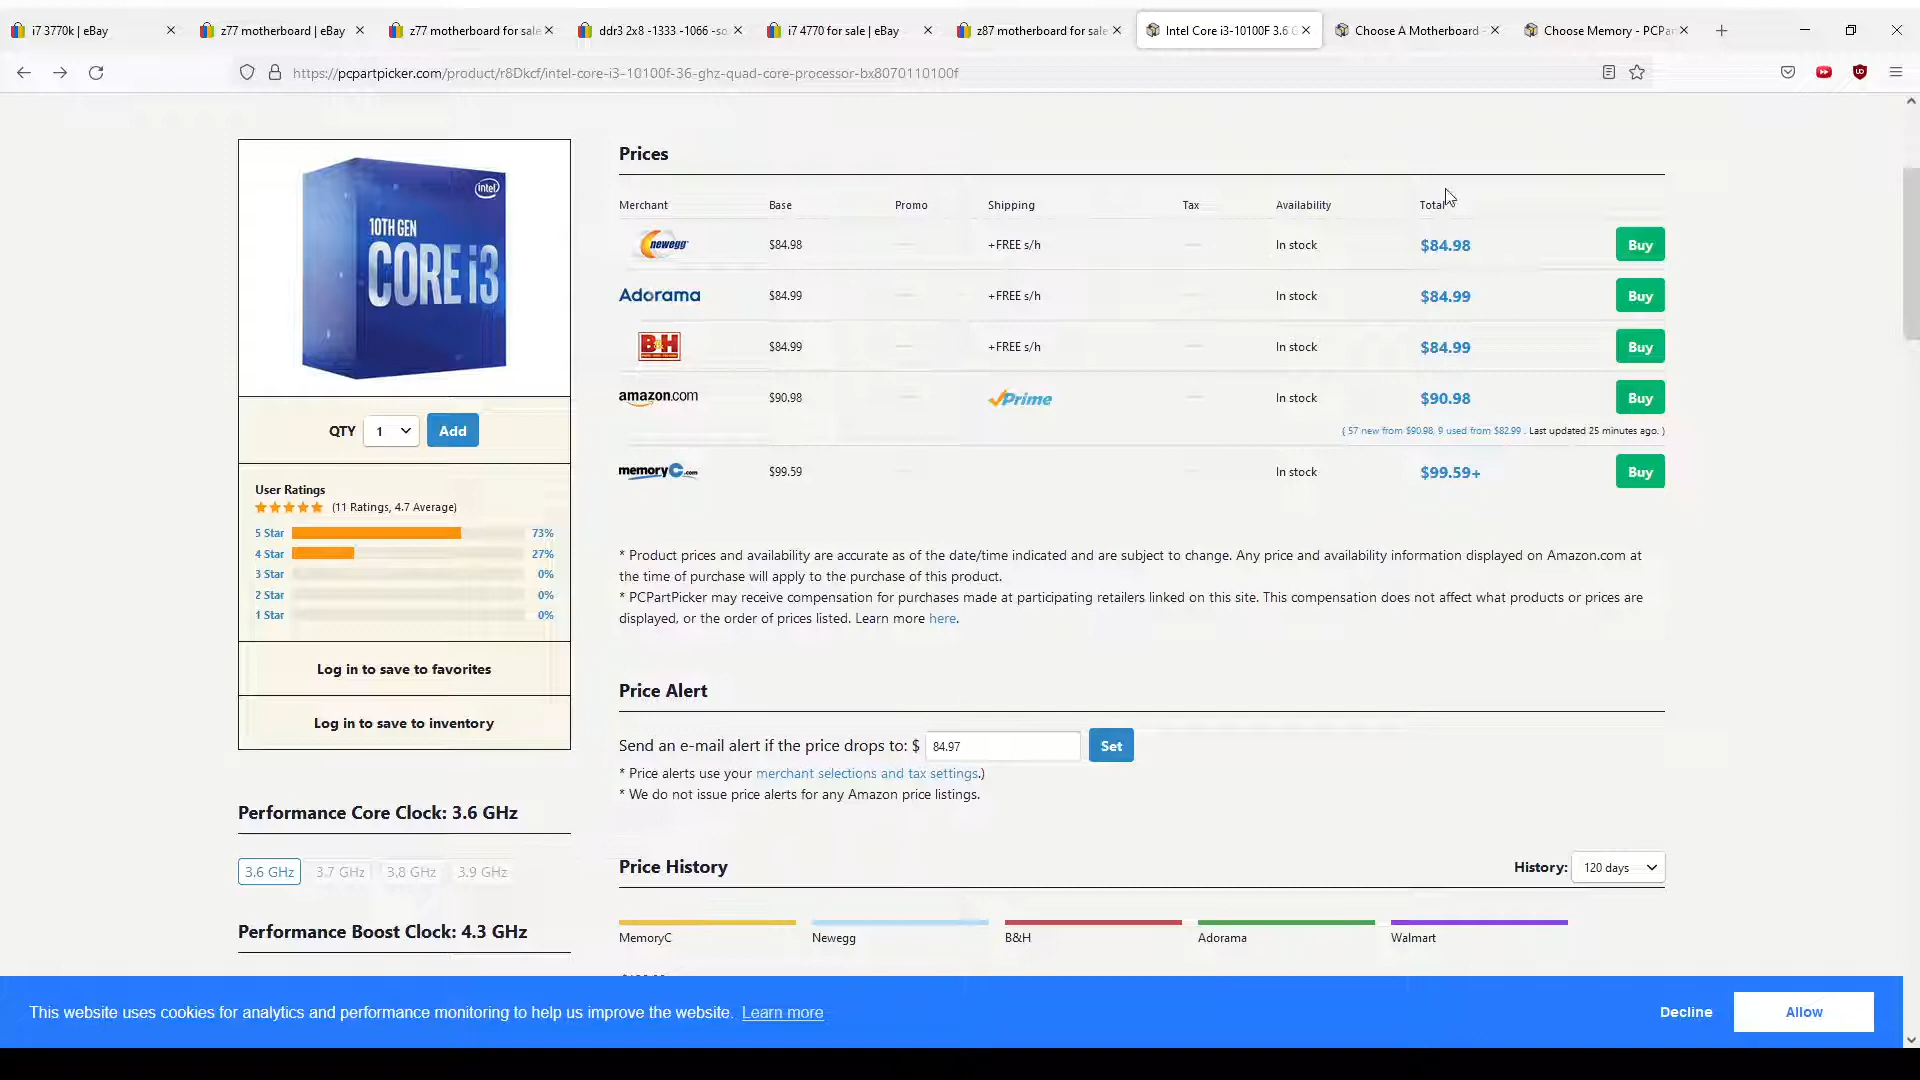 i7 3770k | eBay
z77 motherboard | eBay
z77 motherboard for sale
ddr3 2x8 -1333 -1066 -so
i7 4770 for sale | eBay
z87 motherboard for sale
Intel Core i3-10100F 3.6 G
Choose A Motherboard -
Choose Memory - PCPar
https://pcpartpicker.com/product/r8Dkcf/intel-core-i3-10100f-36-ghz-quad-core-processor-bx8070110100f
intel
10TH GEN
CORE i3
QTY 1 Add
User Ratings
(11 Ratings, 4.7 Average)
5 Star 73%
4 Star 27%
3 Star 0%
2 Star 0%
1 Star 0%
Log in to save to favorites
Log in to save to inventory
Performance Core Clock: 3.6 GHz
3.6 GHz 3.7 GHz 3.8 GHz 3.9 GHz
Performance Boost Clock: 4.3 GHz
Prices
Merchant Base Promo Shipping Tax Availability Total
newegg $84.98 +FREE s/h In stock $84.98 Buy
Adorama $84.99 +FREE s/h In stock $84.99 Buy
B&H $84.99 +FREE s/h In stock $84.99 Buy
amazon.com $90.98 Prime In stock $90.98 Buy
( 57 new from $90.98, 9 used from $82.99 . Last updated 25 minutes ago. )
memoryC.com $99.59 In stock $99.59+ Buy
* Product prices and availability are accurate as of the date/time indicated and are subject to change. Any price and availability information displayed on Amazon.com at
the time of purchase will apply to the purchase of this product.
* PCPartPicker may receive compensation for purchases made at participating retailers linked on this site. This compensation does not affect what products or prices are
displayed, or the order of prices listed. Learn more here.
Price Alert
Send an e-mail alert if the price drops to: $ 84.97 Set
* Price alerts use your merchant selections and tax settings.)
* We do not issue price alerts for any Amazon price listings.
Price History
History: 120 days
MemoryC Newegg B&H Adorama Walmart
This website uses cookies for analytics and performance monitoring to help us improve the website. Learn more
Decline Allow